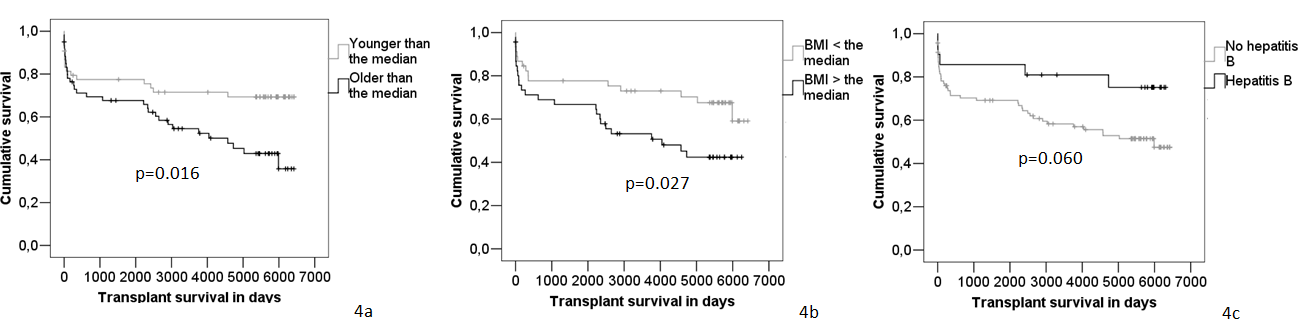 1,0
0,8
0,6
0,4
0,2
0,0
Cumulative survival
p=0.016
0 1000 2000 3000 4000 5000 6000 7000
Transplant survival in days
Younger than
the median
Older than
the median
4a
1,0
0,8
0,6
0,4
0,2
0,0
Cumulative survival
p=0.027
0 1000 2000 3000 4000 5000 6000 7000
Transplant survival in days
BMI < the
median
BMI > the
median
4b
1,0
0,8
0,6
0,4
0,2
0,0
Cumulative survival
p=0.060
0 1000 2000 3000 4000 5000 6000 7000
Transplant survival in days
No hepatitis
B
Hepatitis B
4c